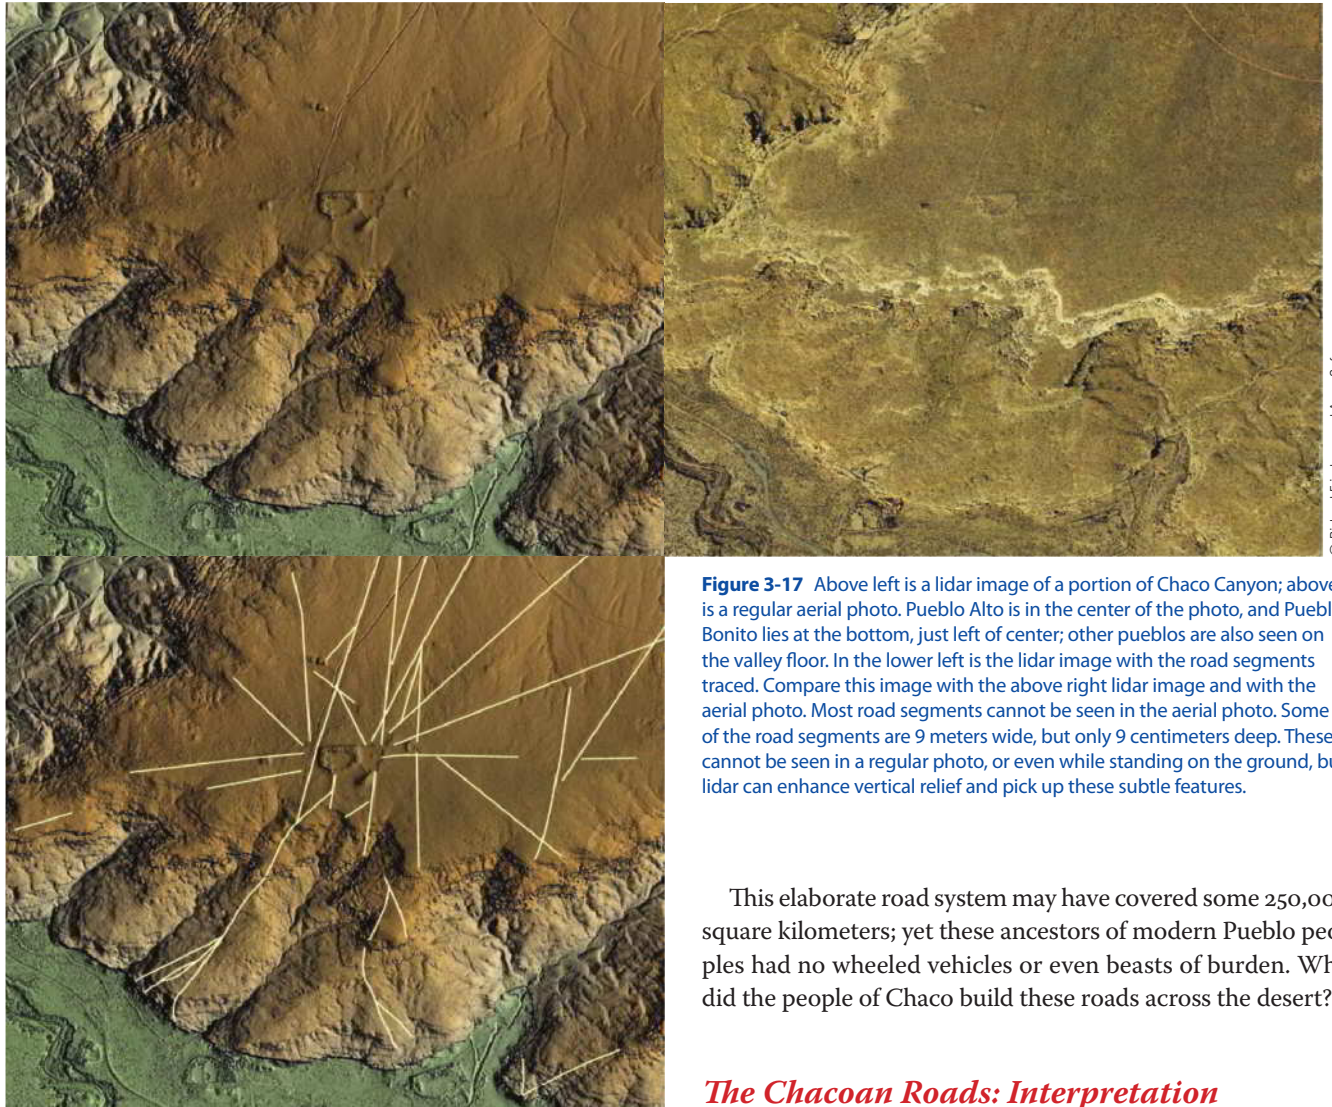 Figure 3-17 Above left is a lidar image of a portion of Chaco Canyon; above
is a regular aerial photo. Pueblo Alto is in the center of the photo, and Puebl
Bonito lies at the bottom, just left of center; other pueblos are also seen on
the valley floor. In the lower left is the lidar image with the road segments
traced. Compare this image with the above right lidar image and with the
aerial photo. Most road segments cannot be seen in the aerial photo. Some
of the road segments are 9 meters wide, but only 9 centimeters deep. These
cannot be seen in a regular photo, or even while standing on the ground, bu
lidar can enhance vertical relief and pick up these subtle features.
This elaborate road system may have covered some 250,00
square kilometers; yet these ancestors of modern Pueblo peo
ples had no wheeled vehicles or even beasts of burden. Wh
did the people of Chaco build these roads across the desert?
The Chacoan Roads: Interpretation